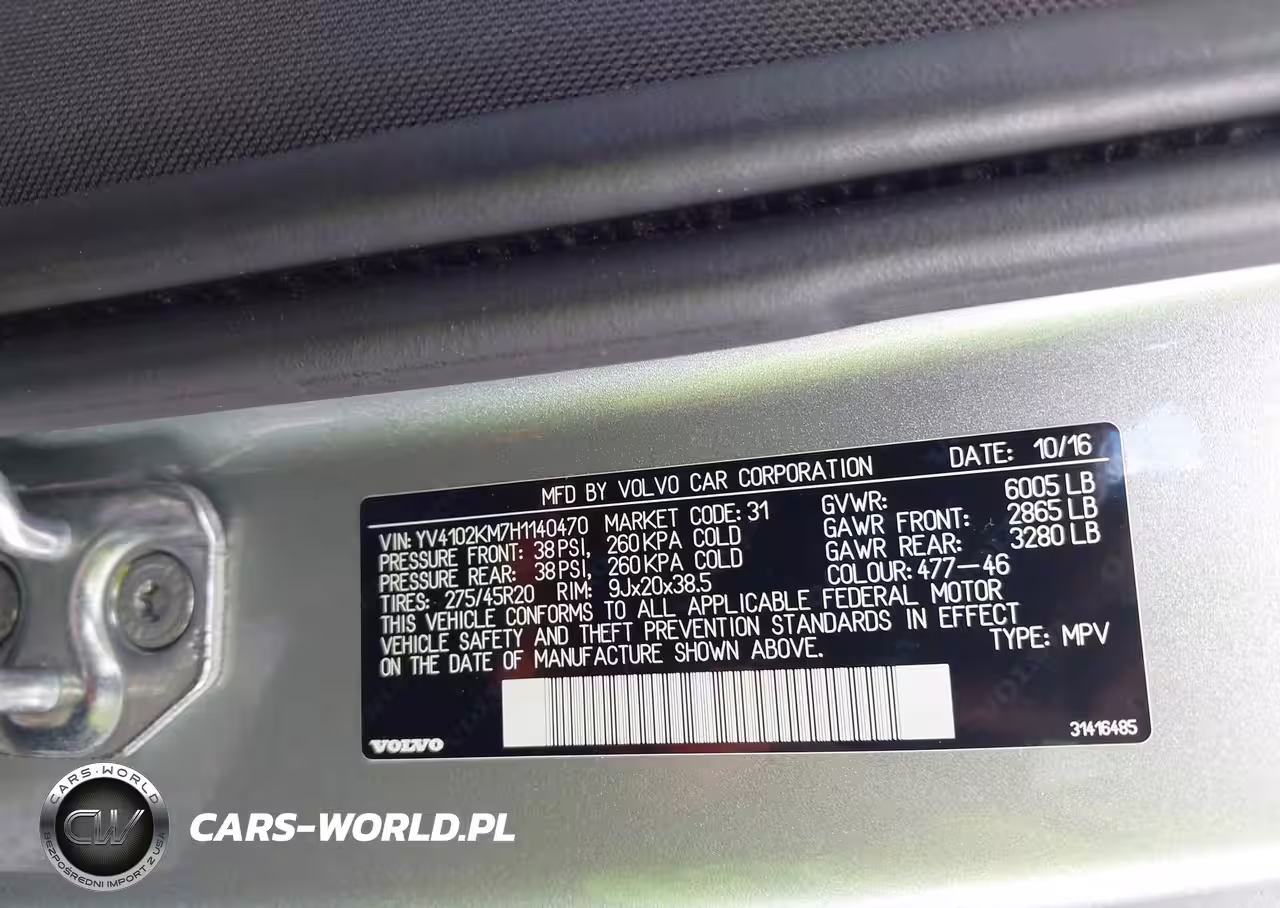 MFD BY VOLVO CAR CORPORATION DATE: 10/16
VIN: YV4102KM7H1140470 MARKET CODE: 31 GVWR: 6005 LB
PRESSURE FRONT: 38 PSI, 260 KPA COLD GAWR FRONT: 2865 LB
PRESSURE REAR: 38 PSI, 260 KPA COLD GAWR REAR: 3280 LB
TIRES: 275/45R20 RIM: 9Jx20x38.5 COLOUR: 477-46
THIS VEHICLE CONFORMS TO ALL APPLICABLE FEDERAL MOTOR
VEHICLE SAFETY AND THEFT PREVENTION STANDARDS IN EFFECT
ON THE DATE OF MANUFACTURE SHOWN ABOVE. TYPE: MPV
VOLVO 31416485
CARS-WORLD
CW
BEZPOŚREDNI IMPORT Z USA
CARS-WORLD.PL